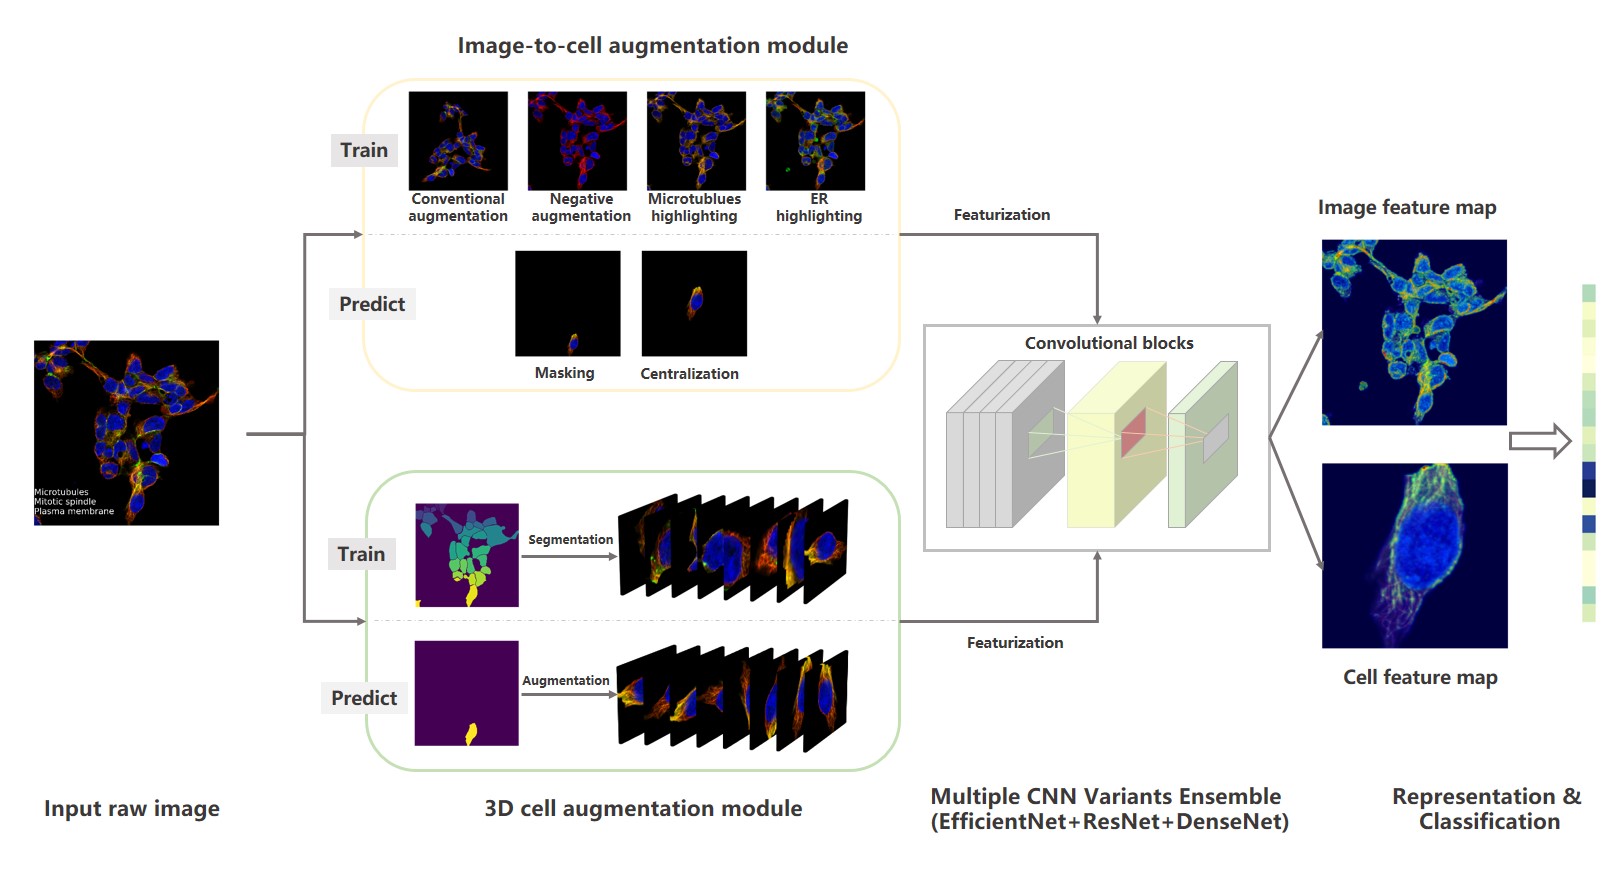 Image-to-cell augmentation module
Train
Conventional
augmentation
Negative
augmentation
Microtublues
highlighting
ER
highlighting
Predict
Masking
Centralization
Featurization
Microtubules
Mitotic spindle
Plasma membrane
Input raw image
Train
Segmentation
Predict
Augmentation
3D cell augmentation module
Featurization
Convolutional blocks
Multiple CNN Variants Ensemble
(EfficientNet+ResNet+DenseNet)
Image feature map
Cell feature map
Representation &
Classification